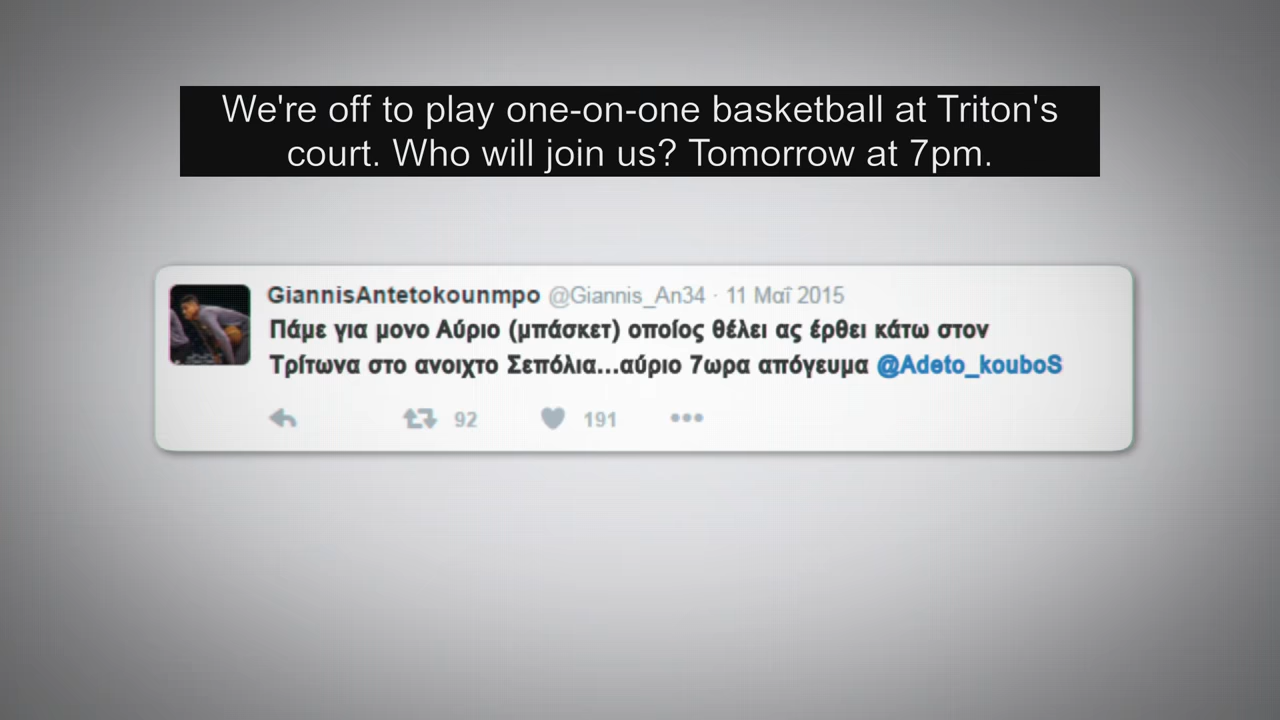 We're off to play one-on-one basketball at Triton's
court. Who will join us? Tomorrow at 7pm.
GiannisAntetokounmpo @Giannis_An34 · 11 Μαΐ 2015
Πάμε για μονο Αύριο (μπάσκετ) οποίος θέλει ας έρθει κάτω στον
Τρίτωνα στο ανοιχτο Σεπόλια...αύριο 7ωρα απόγευμα @Adeto_kouboS
92 191